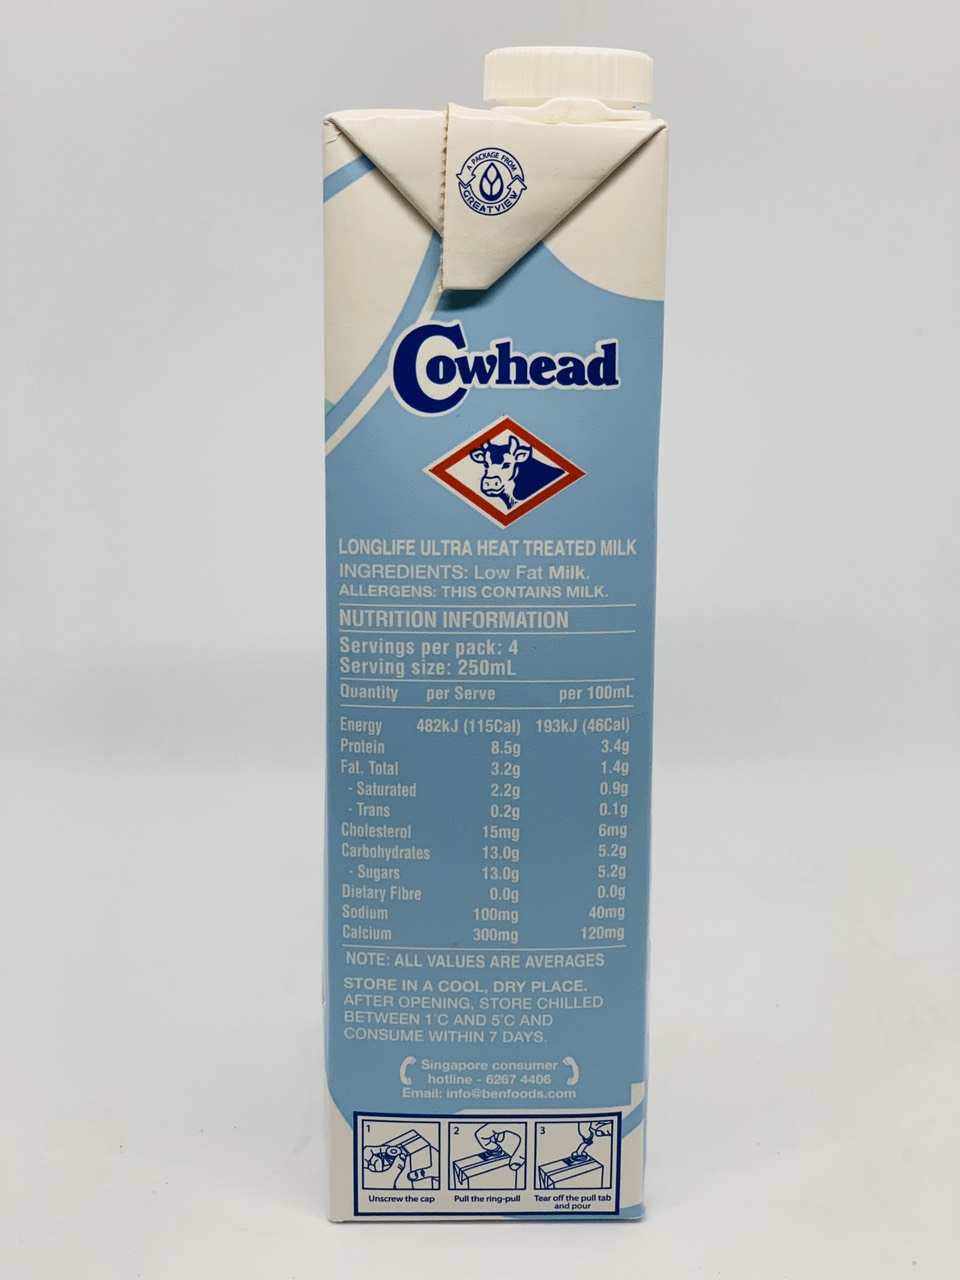 A PACKAGE FROM
GREATVIEW
Cowhead
LONGLIFE ULTRA HEAT TREATED MILK
INGREDIENTS: Low Fat Milk.
ALLERGENS: THIS CONTAINS MILK.
NUTRITION INFORMATION
Servings per pack: 4
Serving size: 250mL
Quantity per Serve per 100mL
Energy 482kJ (115Cal) 193kJ (46Cal)
Protein 8.5g 3.4g
Fat, Total 3.2g 1.4g
- Saturated 2.2g 0.9g
- Trans 0.2g 0.1g
Cholesterol 15mg 6mg
Carbohydrates 13.0g 5.2g
- Sugars 13.0g 5.2g
Dietary Fibre 0.0g 0.0g
Sodium 100mg 40mg
Calcium 300mg 120mg
NOTE: ALL VALUES ARE AVERAGES
STORE IN A COOL, DRY PLACE.
AFTER OPENING, STORE CHILLED
BETWEEN 1°C AND 5°C AND
CONSUME WITHIN 7 DAYS.
Singapore consumer
hotline - 6267 4406
Email: info@benfoods.com
1 2 3
Unscrew the cap Pull the ring-pull Tear off the pull tab
and pour